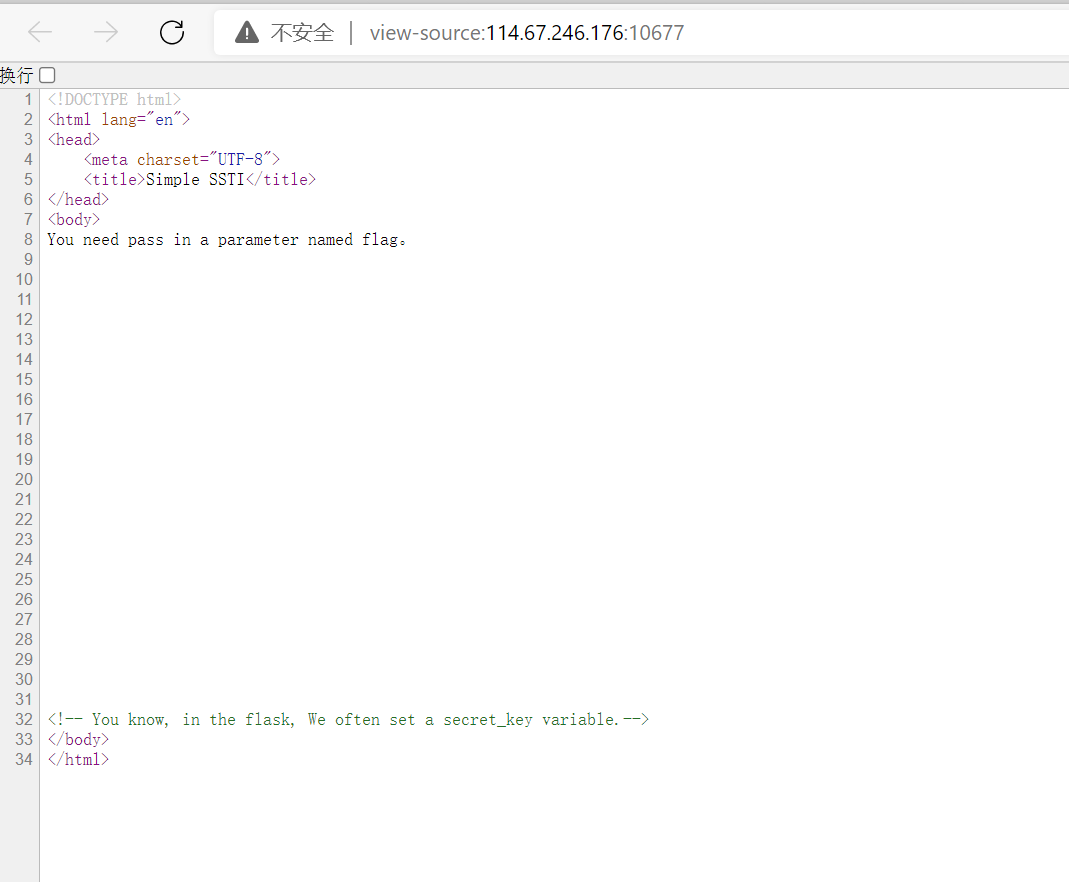 不安全 | view-source:114.67.246.176:10677
换行
1 <!DOCTYPE html>
2 <html lang="en">
3 <head>
4     <meta charset="UTF-8">
5     <title>Simple SSTI</title>
6 </head>
7 <body>
8 You need pass in a parameter named flag。
9
10
11
12
13
14
15
16
17
18
19
20
21
22
23
24
25
26
27
28
29
30
31
32 <!-- You know, in the flask, We often set a secret_key variable.-->
33 </body>
34 </html>